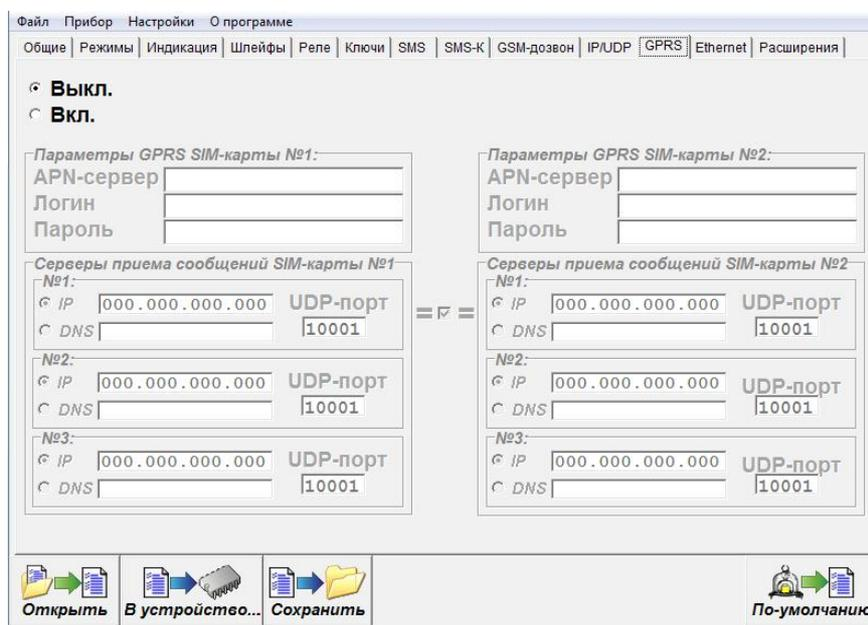 Файл Прибор Настройки О программе
Общие Режимы Индикация Шлейфы Реле Ключи SMS SMS-К GSM-дозвон IP/UDP GPRS Ethernet Расширения
Выкл.
Вкл.
Параметры GPRS SIM-карты №1:
APN-сервер
Логин
Пароль
Серверы приема сообщений SIM-карты №1
№1:
IP 000.000.000.000 UDP-порт
DNS 10001
№2:
IP 000.000.000.000 UDP-порт
DNS 10001
№3:
IP 000.000.000.000 UDP-порт
DNS 10001
= =
Параметры GPRS SIM-карты №2:
APN-сервер
Логин
Пароль
Серверы приема сообщений SIM-карты №2
№1:
IP 000.000.000.000 UDP-порт
DNS 10001
№2:
IP 000.000.000.000 UDP-порт
DNS 10001
№3:
IP 000.000.000.000 UDP-порт
DNS 10001
Открыть В устройство... Сохранить По-умолчанию